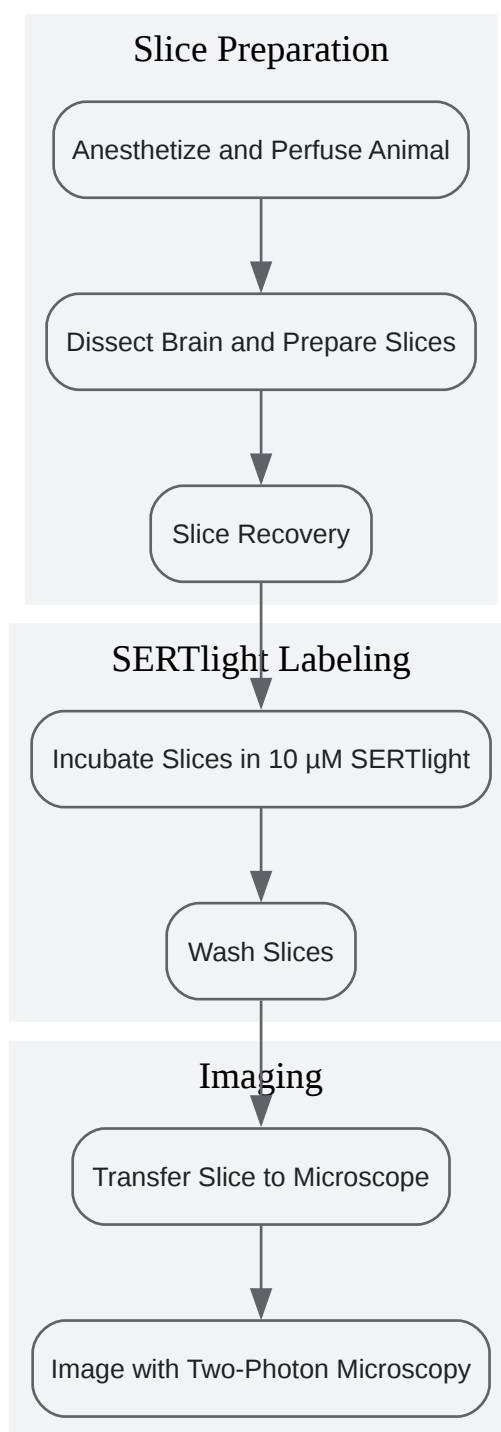 Slice Preparation
Anesthetize and Perfuse Animal
Dissect Brain and Prepare Slices
Slice Recovery
SERTlight Labeling
Incubate Slices in 10 µM SERTlight
Wash Slices
Imaging
Transfer Slice to Microscope
Image with Two-Photon Microscopy